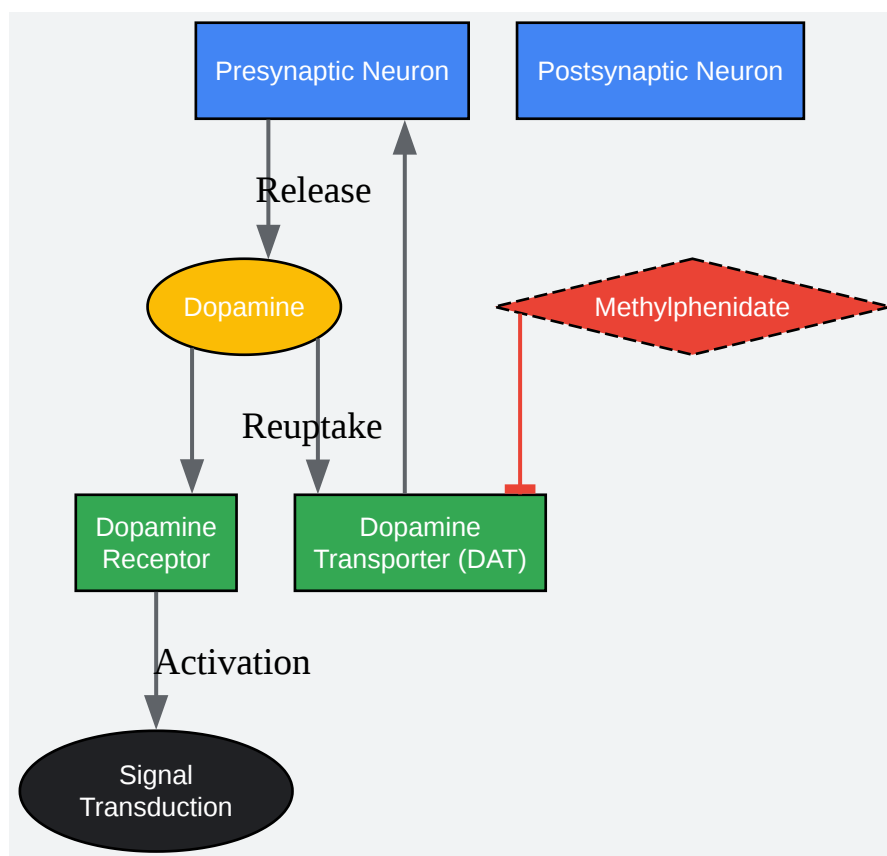 Presynaptic Neuron
Postsynaptic Neuron
Release
Dopamine
Methylphenidate
Reuptake
Dopamine
Receptor
Dopamine
Transporter (DAT)
Activation
Signal
Transduction